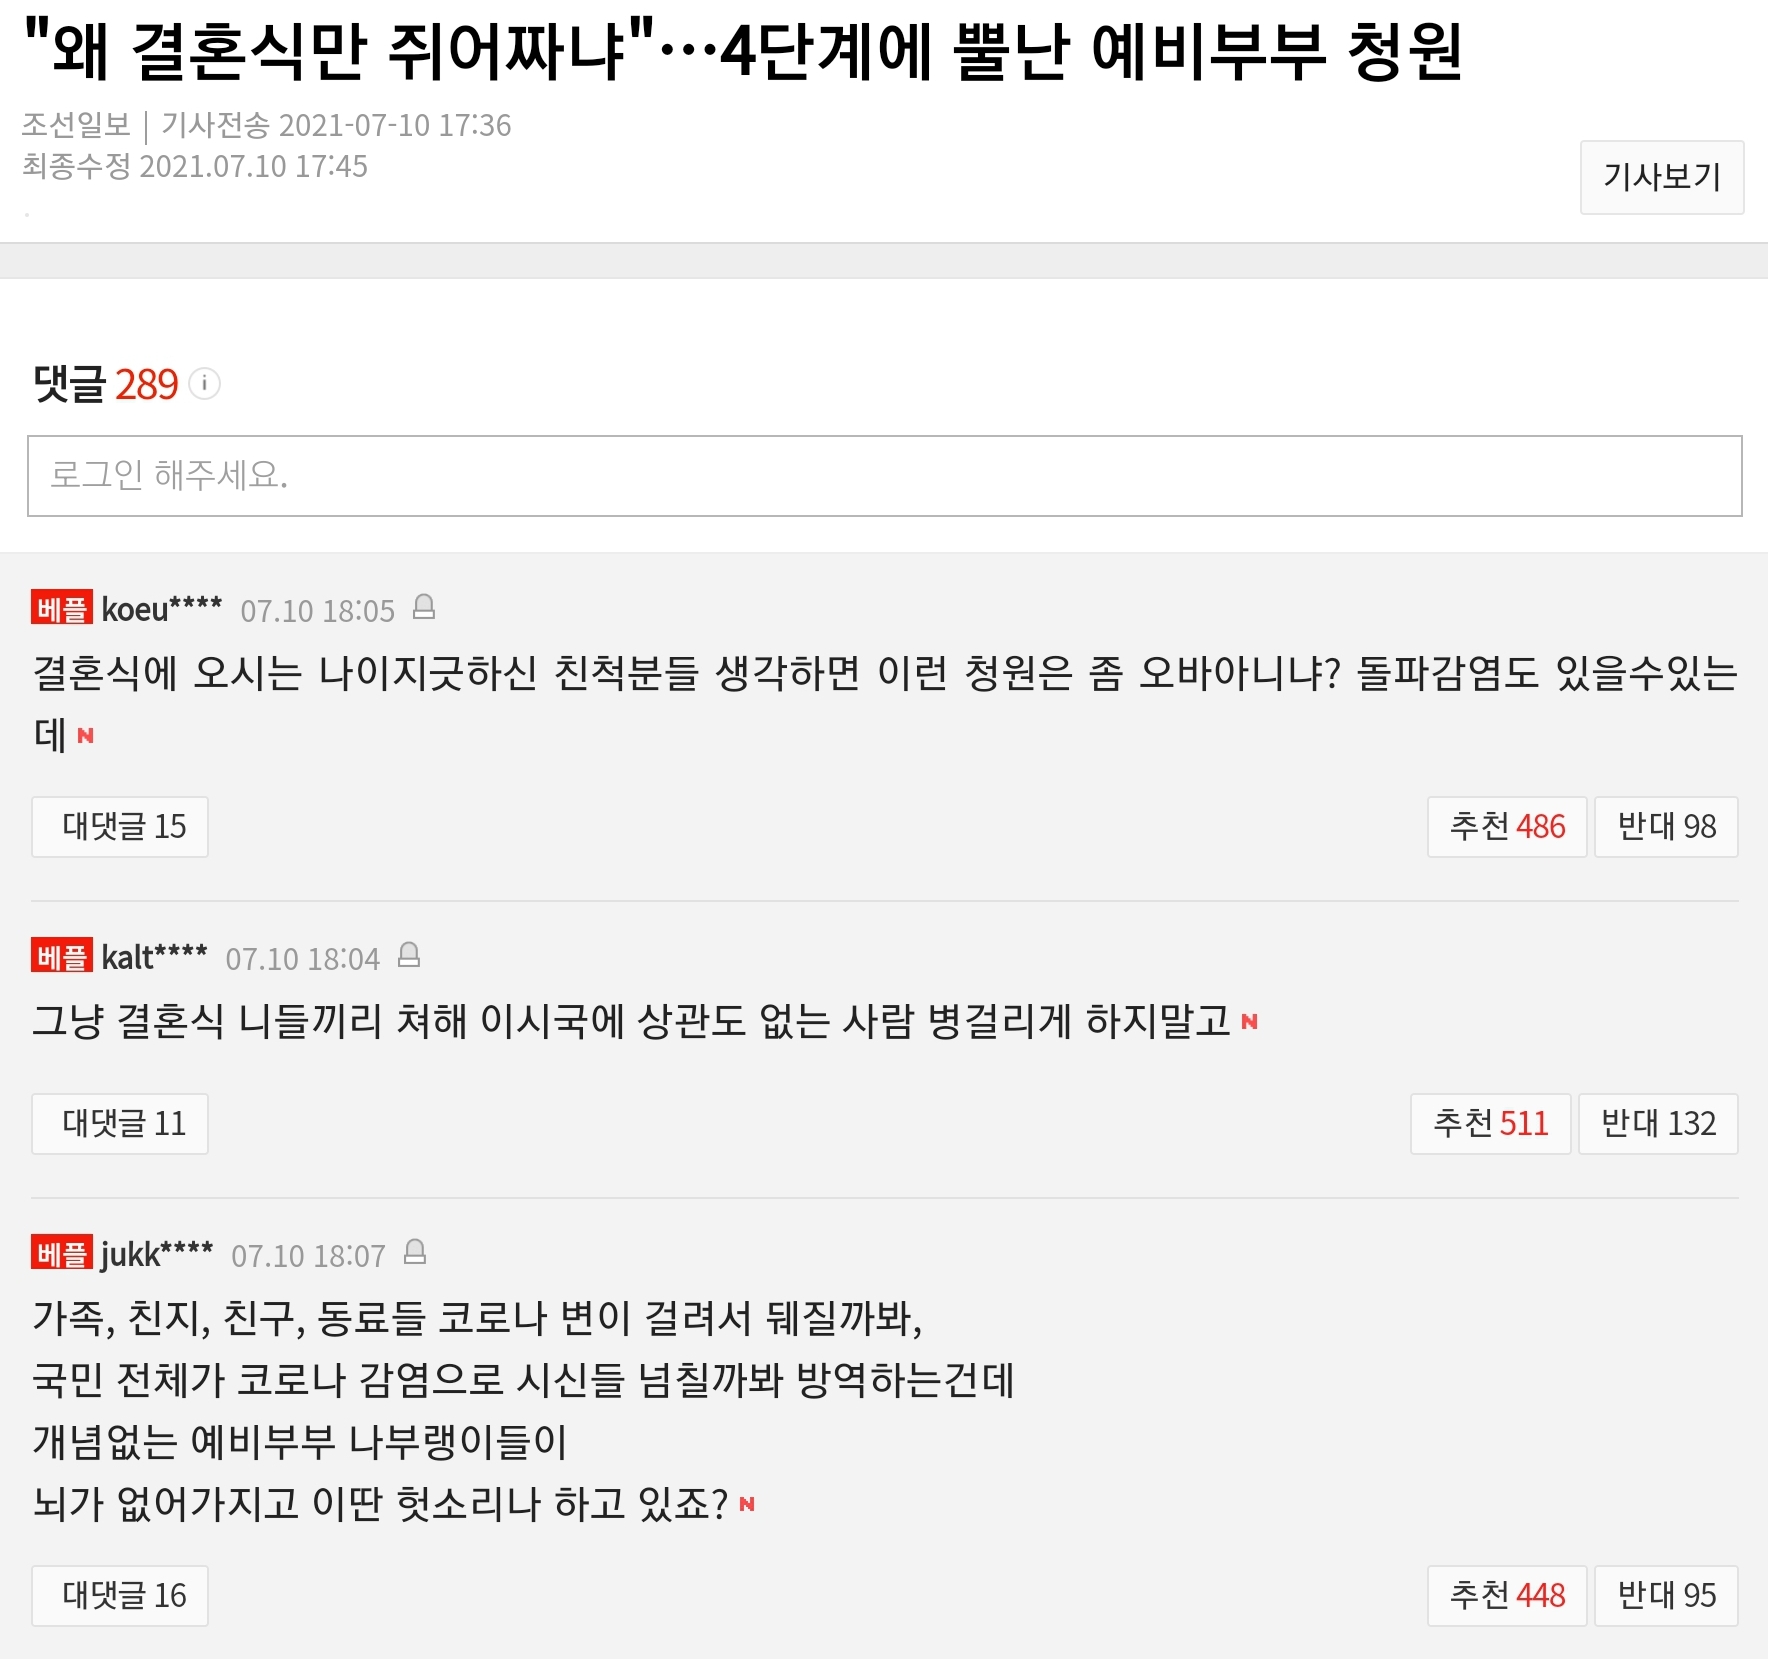 "왜 결혼식만 쥐어짜냐"…4단계에 뿔난 예비부부 청원
조선일보 | 기사전송 2021-07-10 17:36
최종수정 2021.07.10 17:45
기사보기
댓글 289
로그인 해주세요.
베플 koeu**** 07.10 18:05
결혼식에 오시는 나이지긋하신 친척분들 생각하면 이런 청원은 좀 오바아니냐? 돌파감염도 있을수있는
데 N
대댓글 15 추천 486 반대 98
베플 kalt**** 07.10 18:04
그냥 결혼식 니들끼리 쳐해 이시국에 상관도 없는 사람 병걸리게 하지말고 N
대댓글 11 추천 511 반대 132
베플 jukk**** 07.10 18:07
가족, 친지, 친구, 동료들 코로나 변이 걸려서 뒈질까봐,
국민 전체가 코로나 감염으로 시신들 넘칠까봐 방역하는건데
개념없는 예비부부 나부랭이들이
뇌가 없어가지고 이딴 헛소리나 하고 있죠? N
대댓글 16 추천 448 반대 95